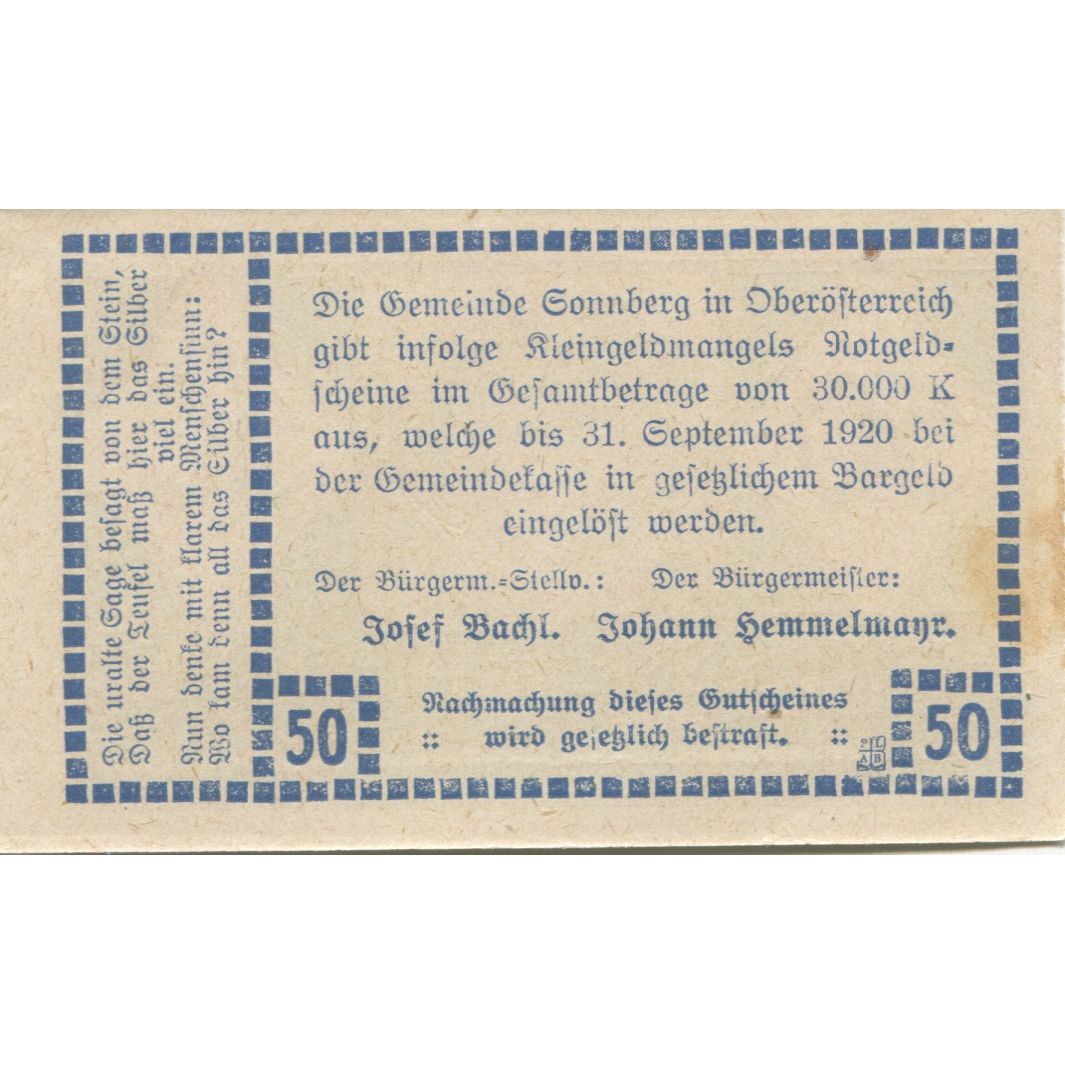 Die uralte Sage besagt von dem Stein,
Daß der Teufel maß hier das Silber
viel ein.
Nun denke mit klarem Menschensinn:
Wo kam denn all das Silber hin?
Die Gemeinde Sonnberg in Oberösterreich
gibt infolge Kleingeldmangels Notgeld-
scheine im Gesamtbetrage von 30.000 K
aus, welche bis 31. September 1920 bei
der Gemeindekasse in gesetzlichem Bargeld
eingelöst werden.
Der Bürgerm.-Stellv.: Der Bürgermeister:
Josef Bachl. Johann Hemmelmayr.
50
Nachmachung dieses Gutscheines
:: wird gesetzlich bestraft. ::
50